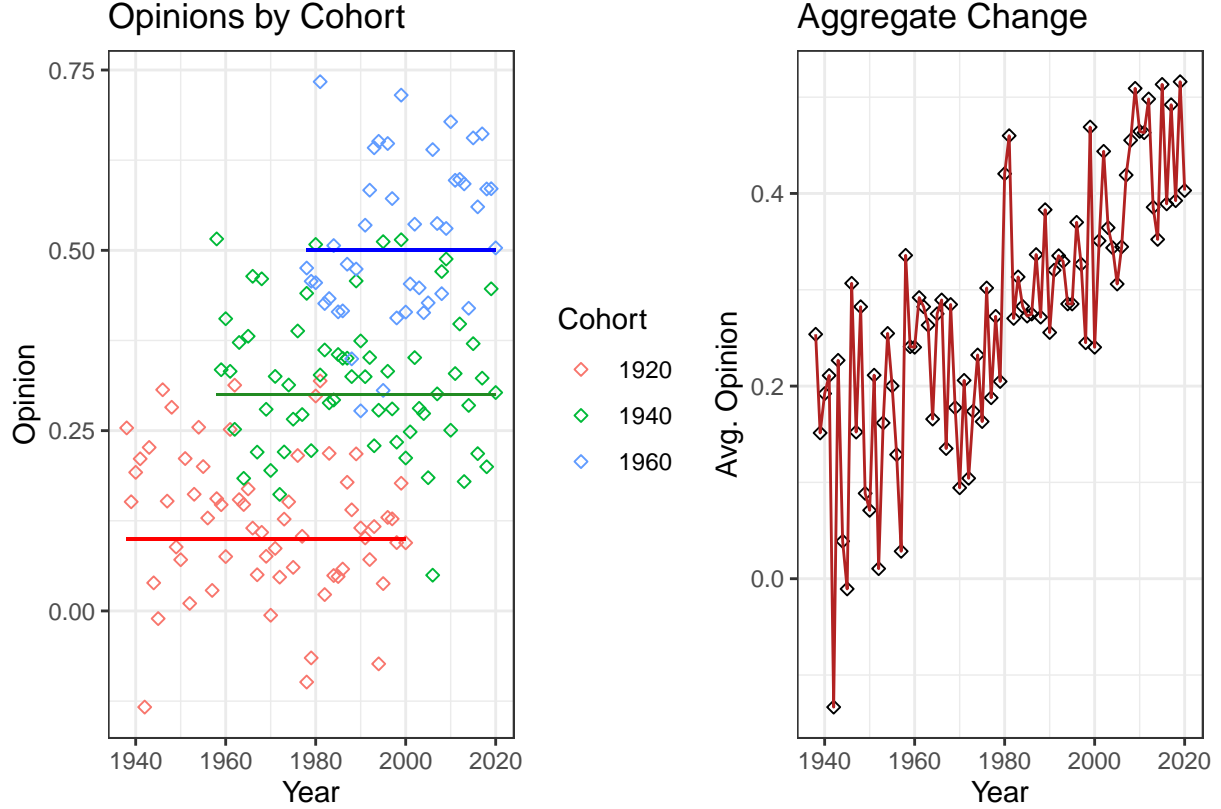 Opinions by Cohort
Opinion
0.75
0.50
0.25
0.00
1940
1960
1980
2000
2020
Year
Cohort
1920
1940
1960
Aggregate Change
Avg. Opinion
0.4
0.2
0.0
1940
1960
1980
2000
2020
Year